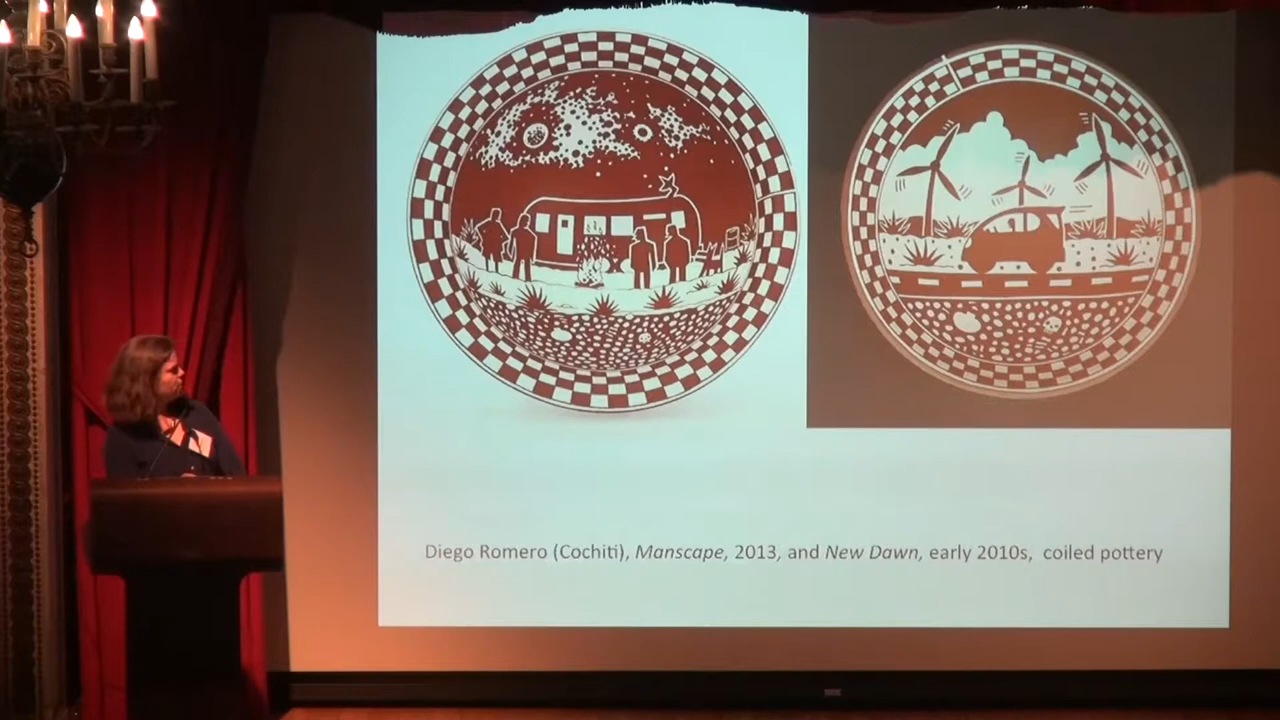 Diego Romero (Cochiti), Manscape, 2013, and New Dawn, early 2010s, coiled pottery